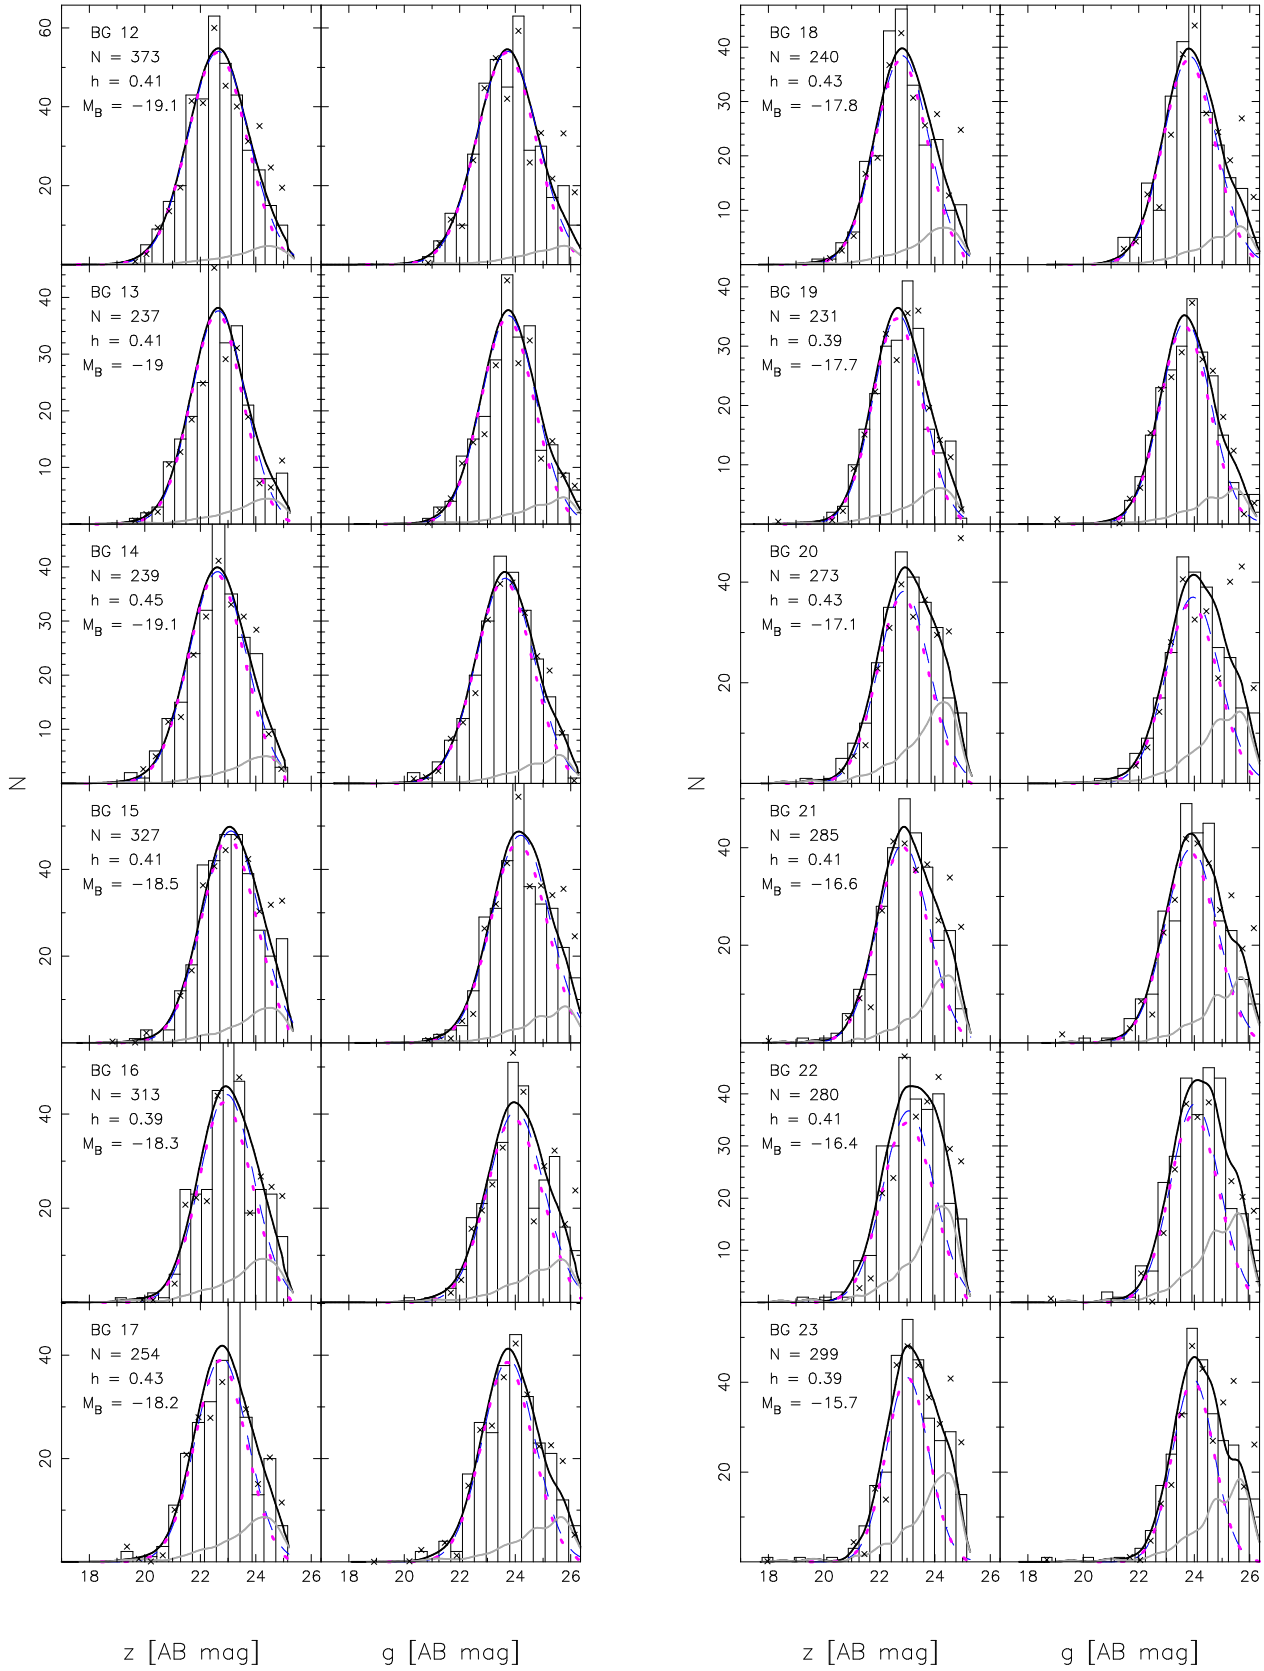 BG 12
N = 373
h = 0.41
M_B = −19.1
60
40
20
BG 13
N = 237
h = 0.41
M_B = −19
40
30
20
10
BG 14
N = 239
h = 0.45
M_B = −19.1
40
30
20
10
N
BG 15
N = 327
h = 0.41
M_B = −18.5
40
20
BG 16
N = 313
h = 0.39
M_B = −18.3
40
20
BG 17
N = 254
h = 0.43
M_B = −18.2
40
20
18 20 22 24 26 18 20 22 24 26
z [AB mag] g [AB mag]
BG 18
N = 240
h = 0.43
M_B = −17.8
40
30
20
10
BG 19
N = 231
h = 0.39
M_B = −17.7
40
30
20
10
BG 20
N = 273
h = 0.43
M_B = −17.1
40
20
N
BG 21
N = 285
h = 0.41
M_B = −16.6
40
20
BG 22
N = 280
h = 0.41
M_B = −16.4
40
30
20
10
BG 23
N = 299
h = 0.39
M_B = −15.7
40
20
18 20 22 24 26 18 20 22 24 26
z [AB mag] g [AB mag]